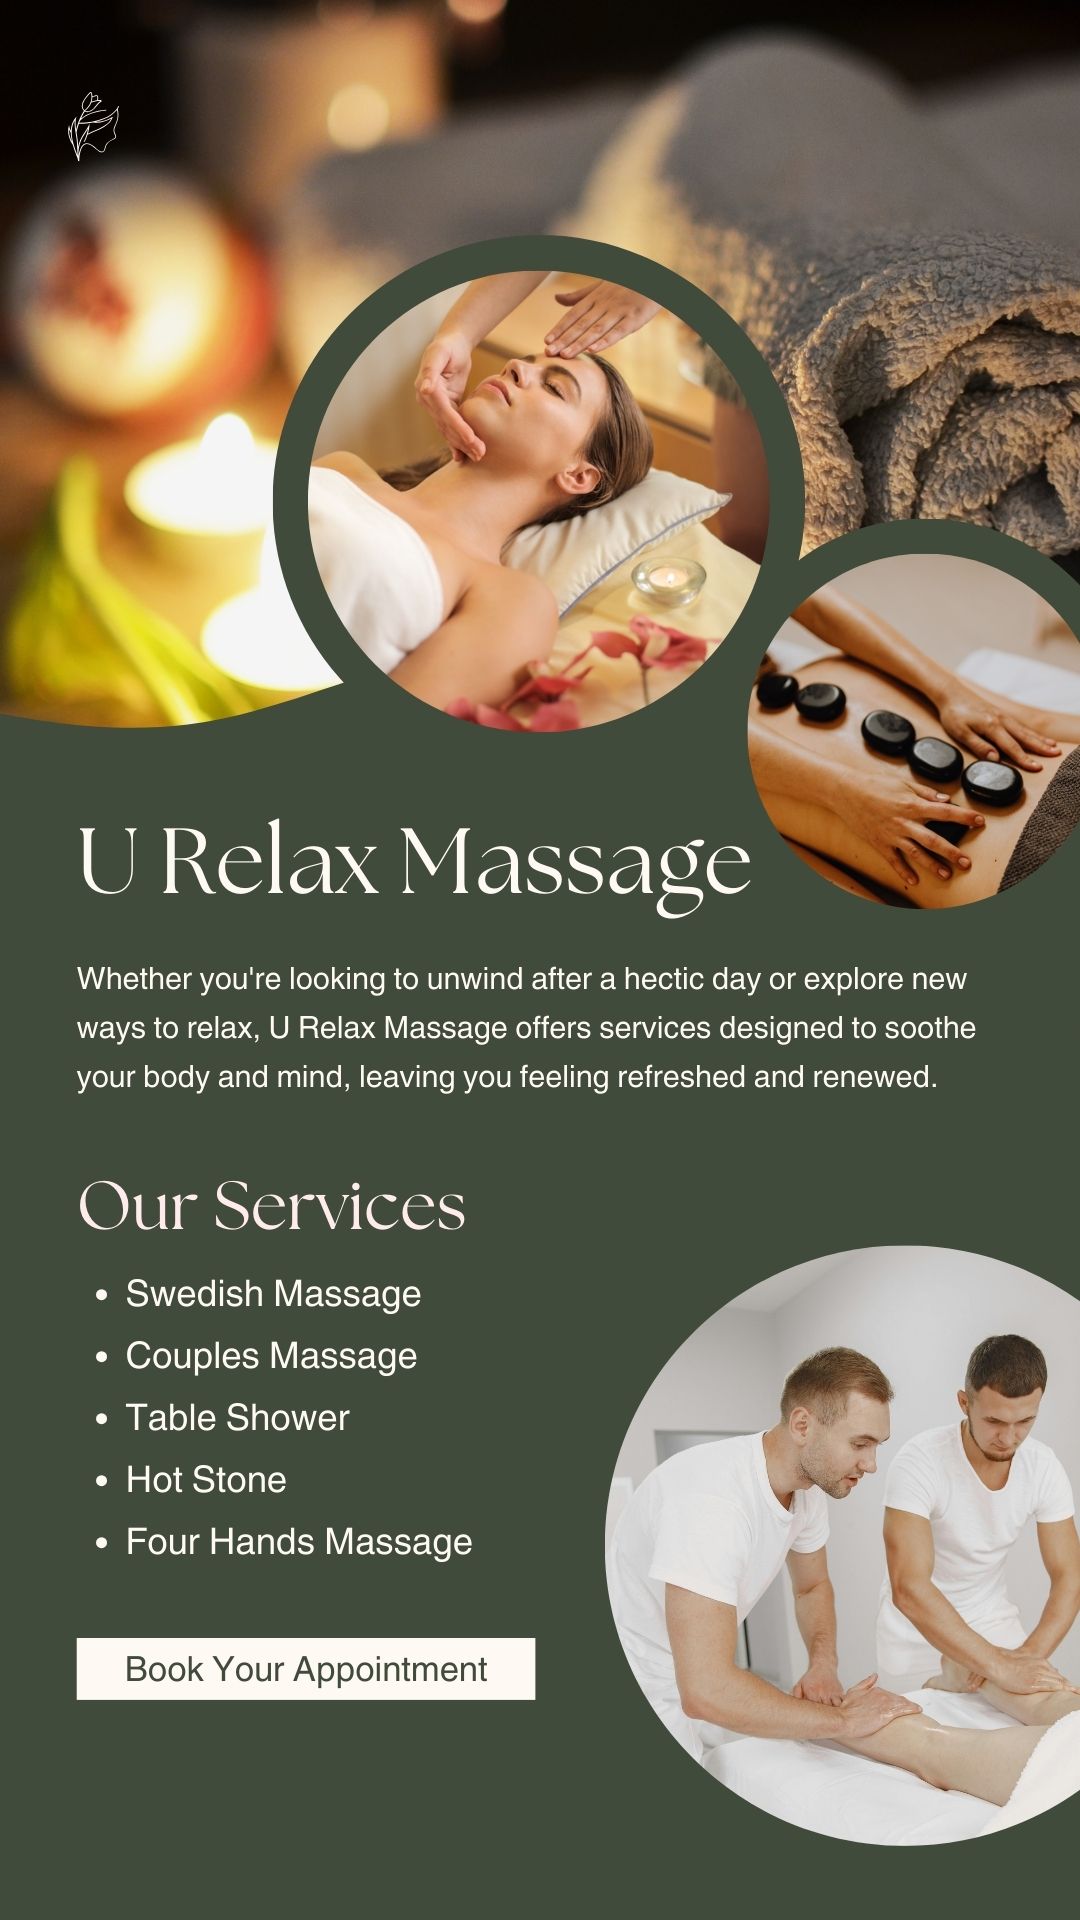 U Relax Massage
Whether you're looking to unwind after a hectic day or explore new
ways to relax, U Relax Massage offers services designed to soothe
your body and mind, leaving you feeling refreshed and renewed.
Our Services
• Swedish Massage
• Couples Massage
• Table Shower
• Hot Stone
• Four Hands Massage
Book Your Appointment